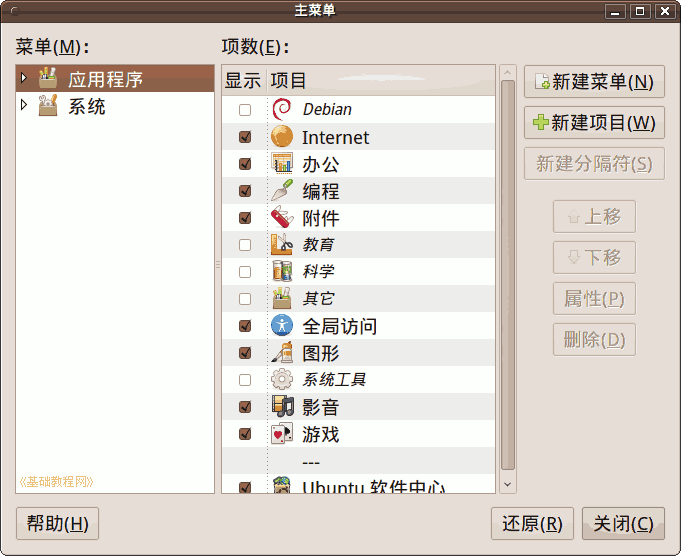 主菜单
菜单(M):
项数(E):
应用程序
系统
显示 项目
Debian
Internet
办公
编程
附件
教育
科学
其它
全局访问
图形
系统工具
影音
游戏
---
Ubuntu 软件中心
新建菜单(N)
新建项目(W)
新建分隔符(S)
上移
下移
属性(P)
删除(D)
《基础教程网》
帮助(H)
还原(R)
关闭(C)